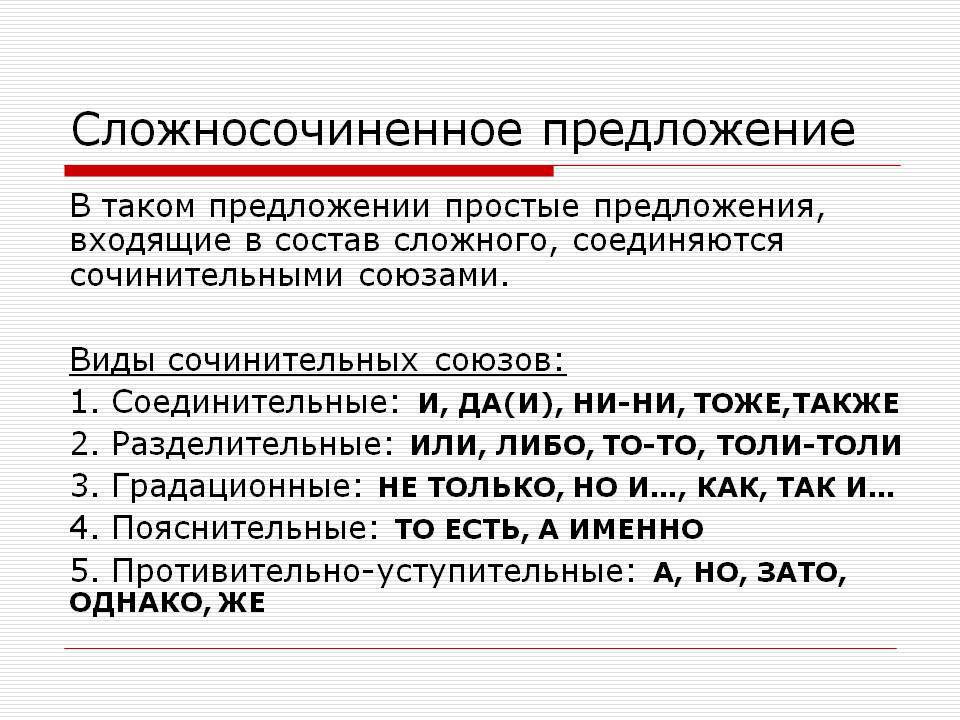 Сложносочиненное предложение
В таком предложении простые предложения,
входящие в состав сложного, соединяются
сочинительными союзами.
Виды сочинительных союзов:
1. Соединительные: И, ДА(И), НИ-НИ, ТОЖЕ,ТАКЖЕ
2. Разделительные: ИЛИ, ЛИБО, ТО-ТО, ТОЛИ-ТОЛИ
3. Градационные: НЕ ТОЛЬКО, НО И…, КАК, ТАК И…
4. Пояснительные: ТО ЕСТЬ, А ИМЕННО
5. Противительно-уступительные: А, НО, ЗАТО,
ОДНАКО, ЖЕ